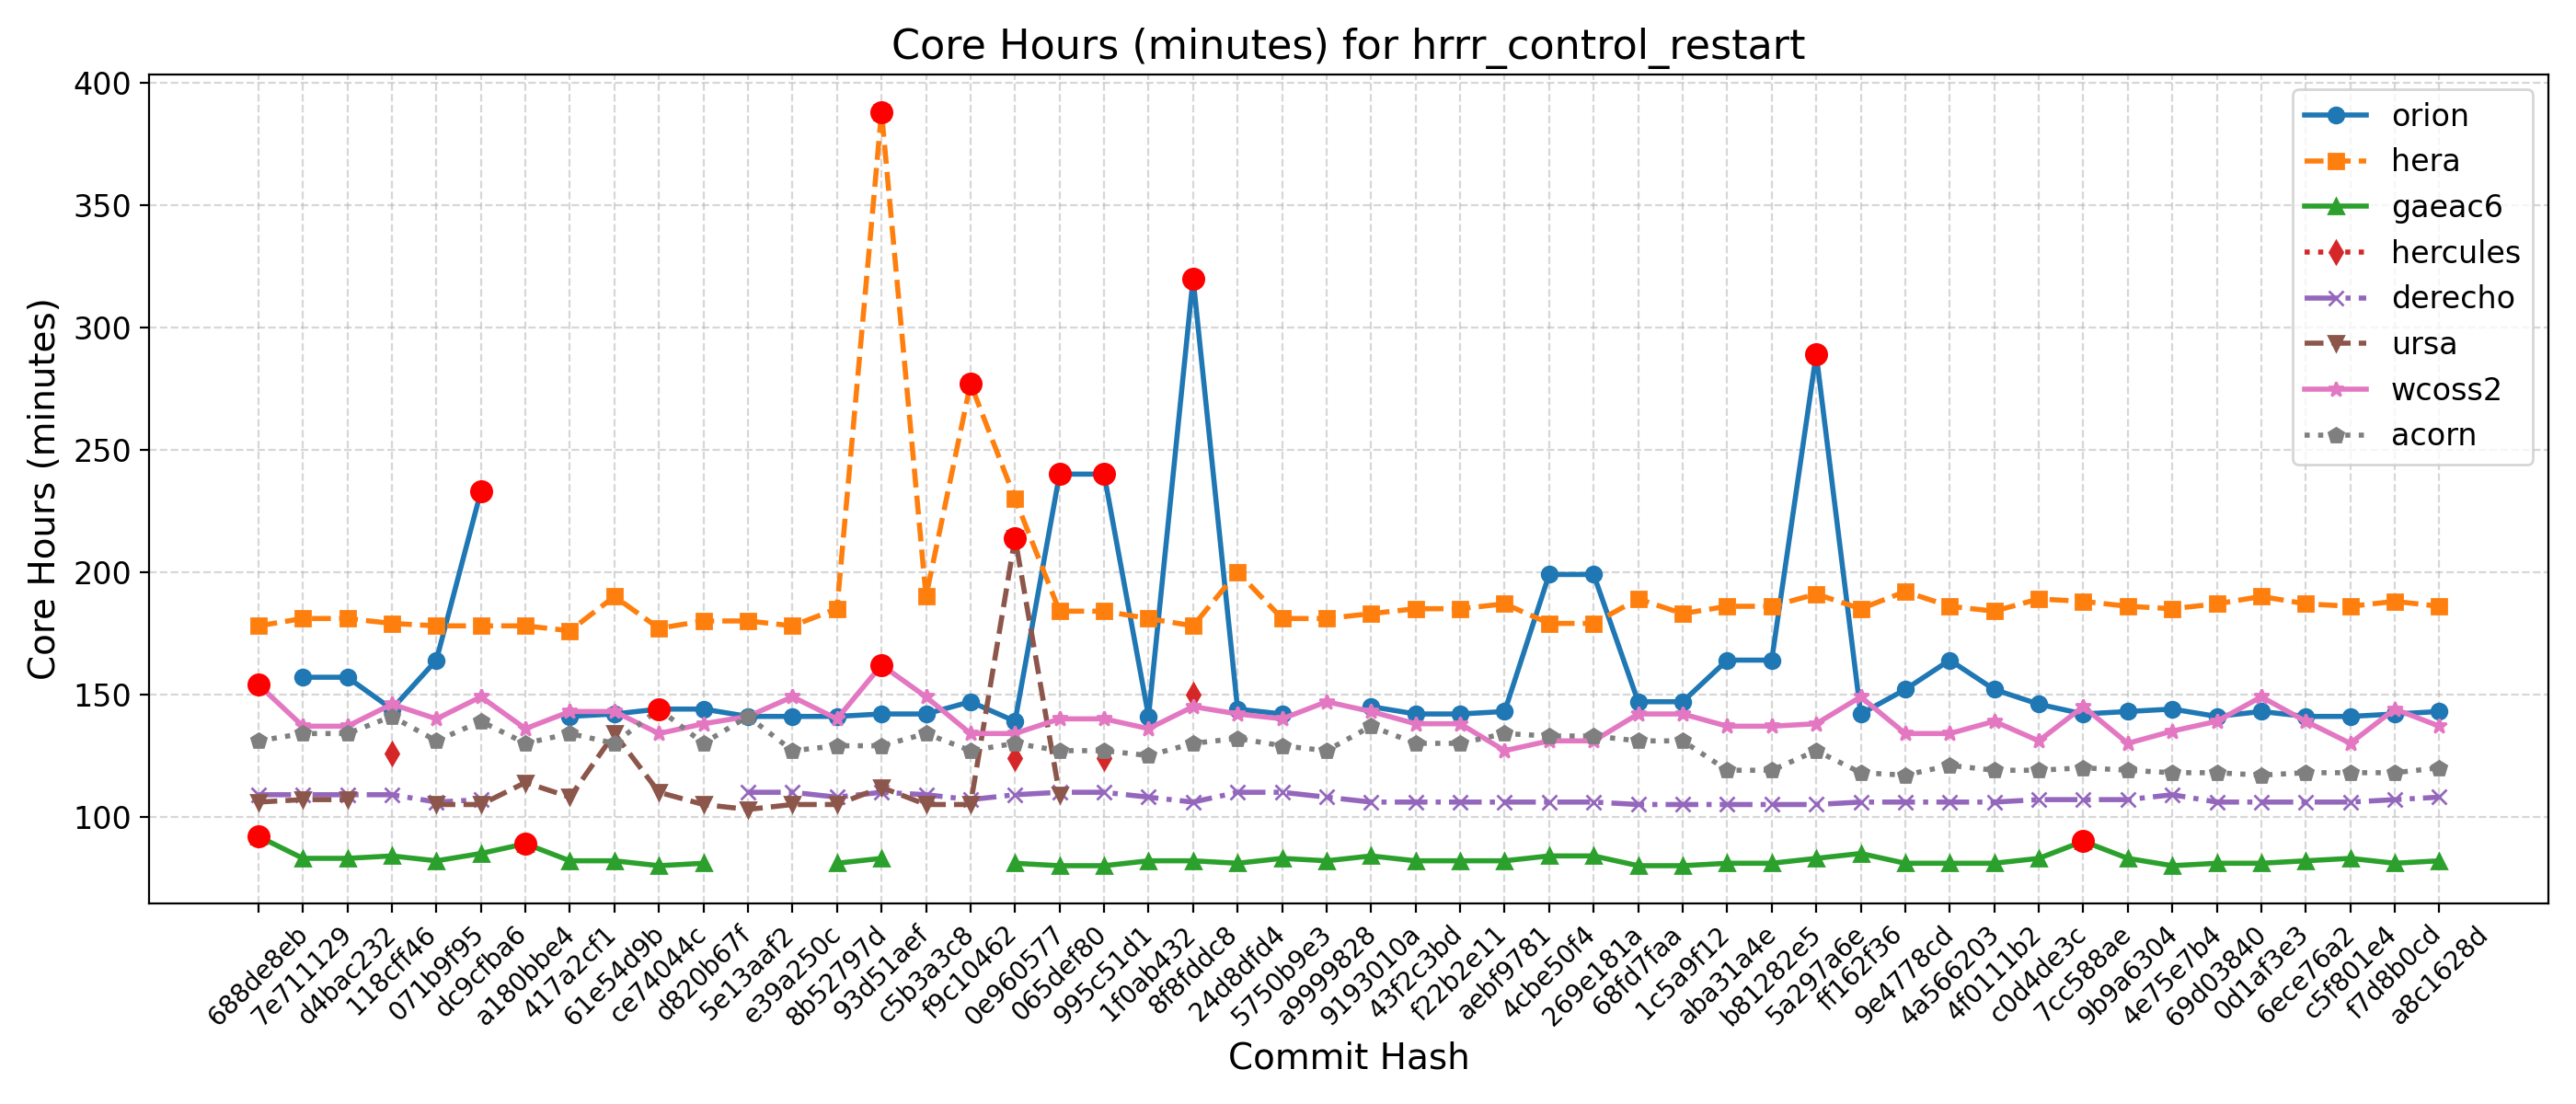 Core Hours (minutes) for hrrr_control_restart
Core Hours (minutes)
400
350
300
250
200
150
100
orion
hera
gaeac6
hercules
derecho
ursa
wcoss2
acorn
688de8eb
7e711129
d4bac232
118cff46
071b9f95
dc9cfba6
a180bbe4
417a2cf1
61e54d9b
ce74044c
d820b67f
5e13aaf2
e39a250c
8b52797d
93d51aef
c5b3a3c8
f9c10462
0e960577
065def80
995c51d1
1f0ab432
8f8fddc8
24d8dfd4
5750b9e3
a9999828
9193010a
43f2c3bd
f22b2e11
aebf9781
4cbe50f4
269e181a
68fd7faa
1c5a9f12
aba31a4e
b81282e5
5a297a6e
ff162f36
9e4778cd
4a566203
4f0111b2
c0d4de3c
7cc588ae
9b9a6304
4e75e7b4
69d03840
0d1af3e3
6ece76a2
c5f801e4
f7d8b0cd
a8c1628d
Commit Hash